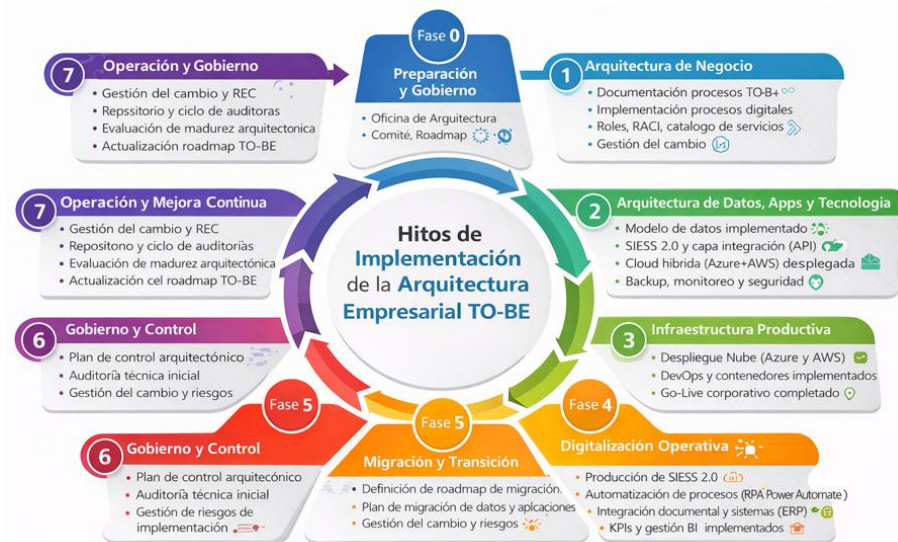 Fase 0
Preparación
y Gobierno
• Oficina de Arquitectura
• Comité, Roadmap
7 Operación y Gobierno
• Gestión del cambio y REC
• Repssitorio y ciclo de auditoras
• Evaluación de madurez arquitectonica
• Actualización roadmap TO-BE
1 Arquitectura de Negocio
• Documentación procesos TO-B+
• Implementación procesos digitales
• Roles, RACI, catalogo de servicios
• Gestión del cambio
7 Operación y Mejora Continua
• Gestión del cambio y REC
• Repositono y ciclo de auditorías
• Evaluación de madurez arquitectónica
• Actualización cel roadmap TO-BE
Hitos de
Implementación
de la Arquitectura
Empresarial TO-BE
2 Arquitectura de Datos, Apps y Tecnologia
• Modelo de datos implementado
• SIESS 2.0 y capa integración (API)
• Cloud hibrida (Azure+AWS) desplegada
• Backup, monitoreo y seguridad
6 Gobierno y Control
• Plan de control arquitectónico
• Auditoría técnica inicial
• Gestión del cambio y riesgos
3 Infraestructura Productiva
• Despliegue Nube (Azure y AWS)
• DevOps y contenedores implementados
• Go-Live corporativo completado
Fase 5
6 Gobierno y Control
• Plan de control arquitecónico
• Auditoría técnica inicial
• Gestión de riesgos de
implementación
Fase 5
Migración y Transición
• Definición de roadmap de migración.
• Plan de migración de datos y aplcaciones
• Gestión del cambio y riesgos
Fase 4
Digitalización Operativa
• Producción de SIESS 2.0
• Automatización de procesos (RPA Power Automate)
• Integración documental y sistemas (ERP)
• KPIs y gestión BI implementados